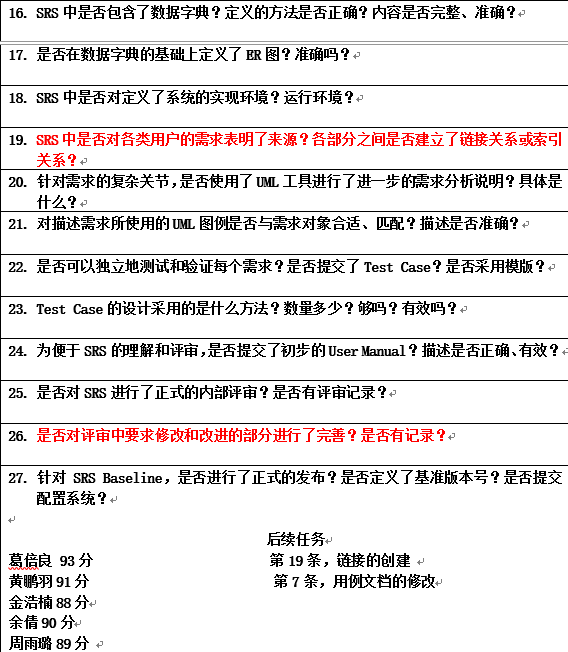 16. SRS 中是否包含了数据字典？定义的方法是否正确？内容是否完整、准确？
17. 是否在数据字典的基础上定义了 ER 图？准确吗？
18. SRS 中是否对定义了系统的实现环境？运行环境？
19. SRS 中是否对各类用户的需求表明了来源？各部分之间是否建立了链接关系或索引
关系？
20. 针对需求的复杂关节，是否使用了 UML 工具进行了进一步的需求分析说明？具体是
什么？
21. 对描述需求所使用的 UML 图例是否与需求对象合适、匹配？描述是否准确？
22. 是否可以独立地测试和验证每个需求？是否提交了 Test Case？是否采用模版？
23. Test Case 的设计采用的是什么方法？数量多少？够吗？有效吗？
24. 为便于 SRS 的理解和评审，是否提交了初步的 User Manual？描述是否正确、有效？
25. 是否对 SRS 进行了正式的内部评审？是否有评审记录？
26. 是否对评审中要求修改和改进的部分进行了完善？是否有记录？
27. 针对 SRS Baseline，是否进行了正式的发布？是否定义了基准版本号？是否提交
配置系统？
后续任务
葛倍良 93 分 第 19 条，链接的创建
黄鹏羽 91 分 第 7 条，用例文档的修改
金浩楠 88 分
余倩 90 分
周雨璐 89 分